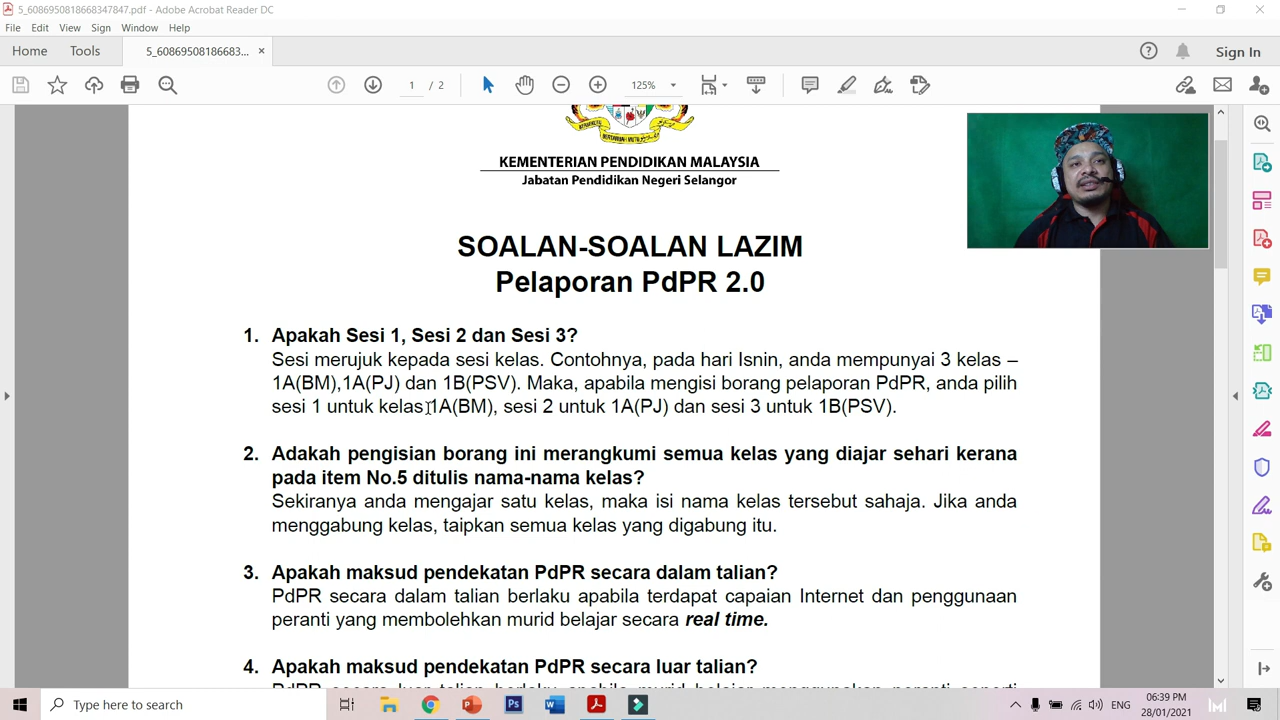 5_6086950818668347847.pdf - Adobe Acrobat Reader DC
File Edit View Sign Window Help
Home Tools 5_60869508186683... ×
Sign In
1 / 2 125%
KEMENTERIAN PENDIDIKAN MALAYSIA
Jabatan Pendidikan Negeri Selangor
SOALAN-SOALAN LAZIM
Pelaporan PdPR 2.0
1. Apakah Sesi 1, Sesi 2 dan Sesi 3?
Sesi merujuk kepada sesi kelas. Contohnya, pada hari Isnin, anda mempunyai 3 kelas –
1A(BM),1A(PJ) dan 1B(PSV). Maka, apabila mengisi borang pelaporan PdPR, anda pilih
sesi 1 untuk kelas 1A(BM), sesi 2 untuk 1A(PJ) dan sesi 3 untuk 1B(PSV).
2. Adakah pengisian borang ini merangkumi semua kelas yang diajar sehari kerana
pada item No.5 ditulis nama-nama kelas?
Sekiranya anda mengajar satu kelas, maka isi nama kelas tersebut sahaja. Jika anda
menggabung kelas, taipkan semua kelas yang digabung itu.
3. Apakah maksud pendekatan PdPR secara dalam talian?
PdPR secara dalam talian berlaku apabila terdapat capaian Internet dan penggunaan
peranti yang membolehkan murid belajar secara real time.
4. Apakah maksud pendekatan PdPR secara luar talian?
Type here to search
ENG
06:39 PM
28/01/2021